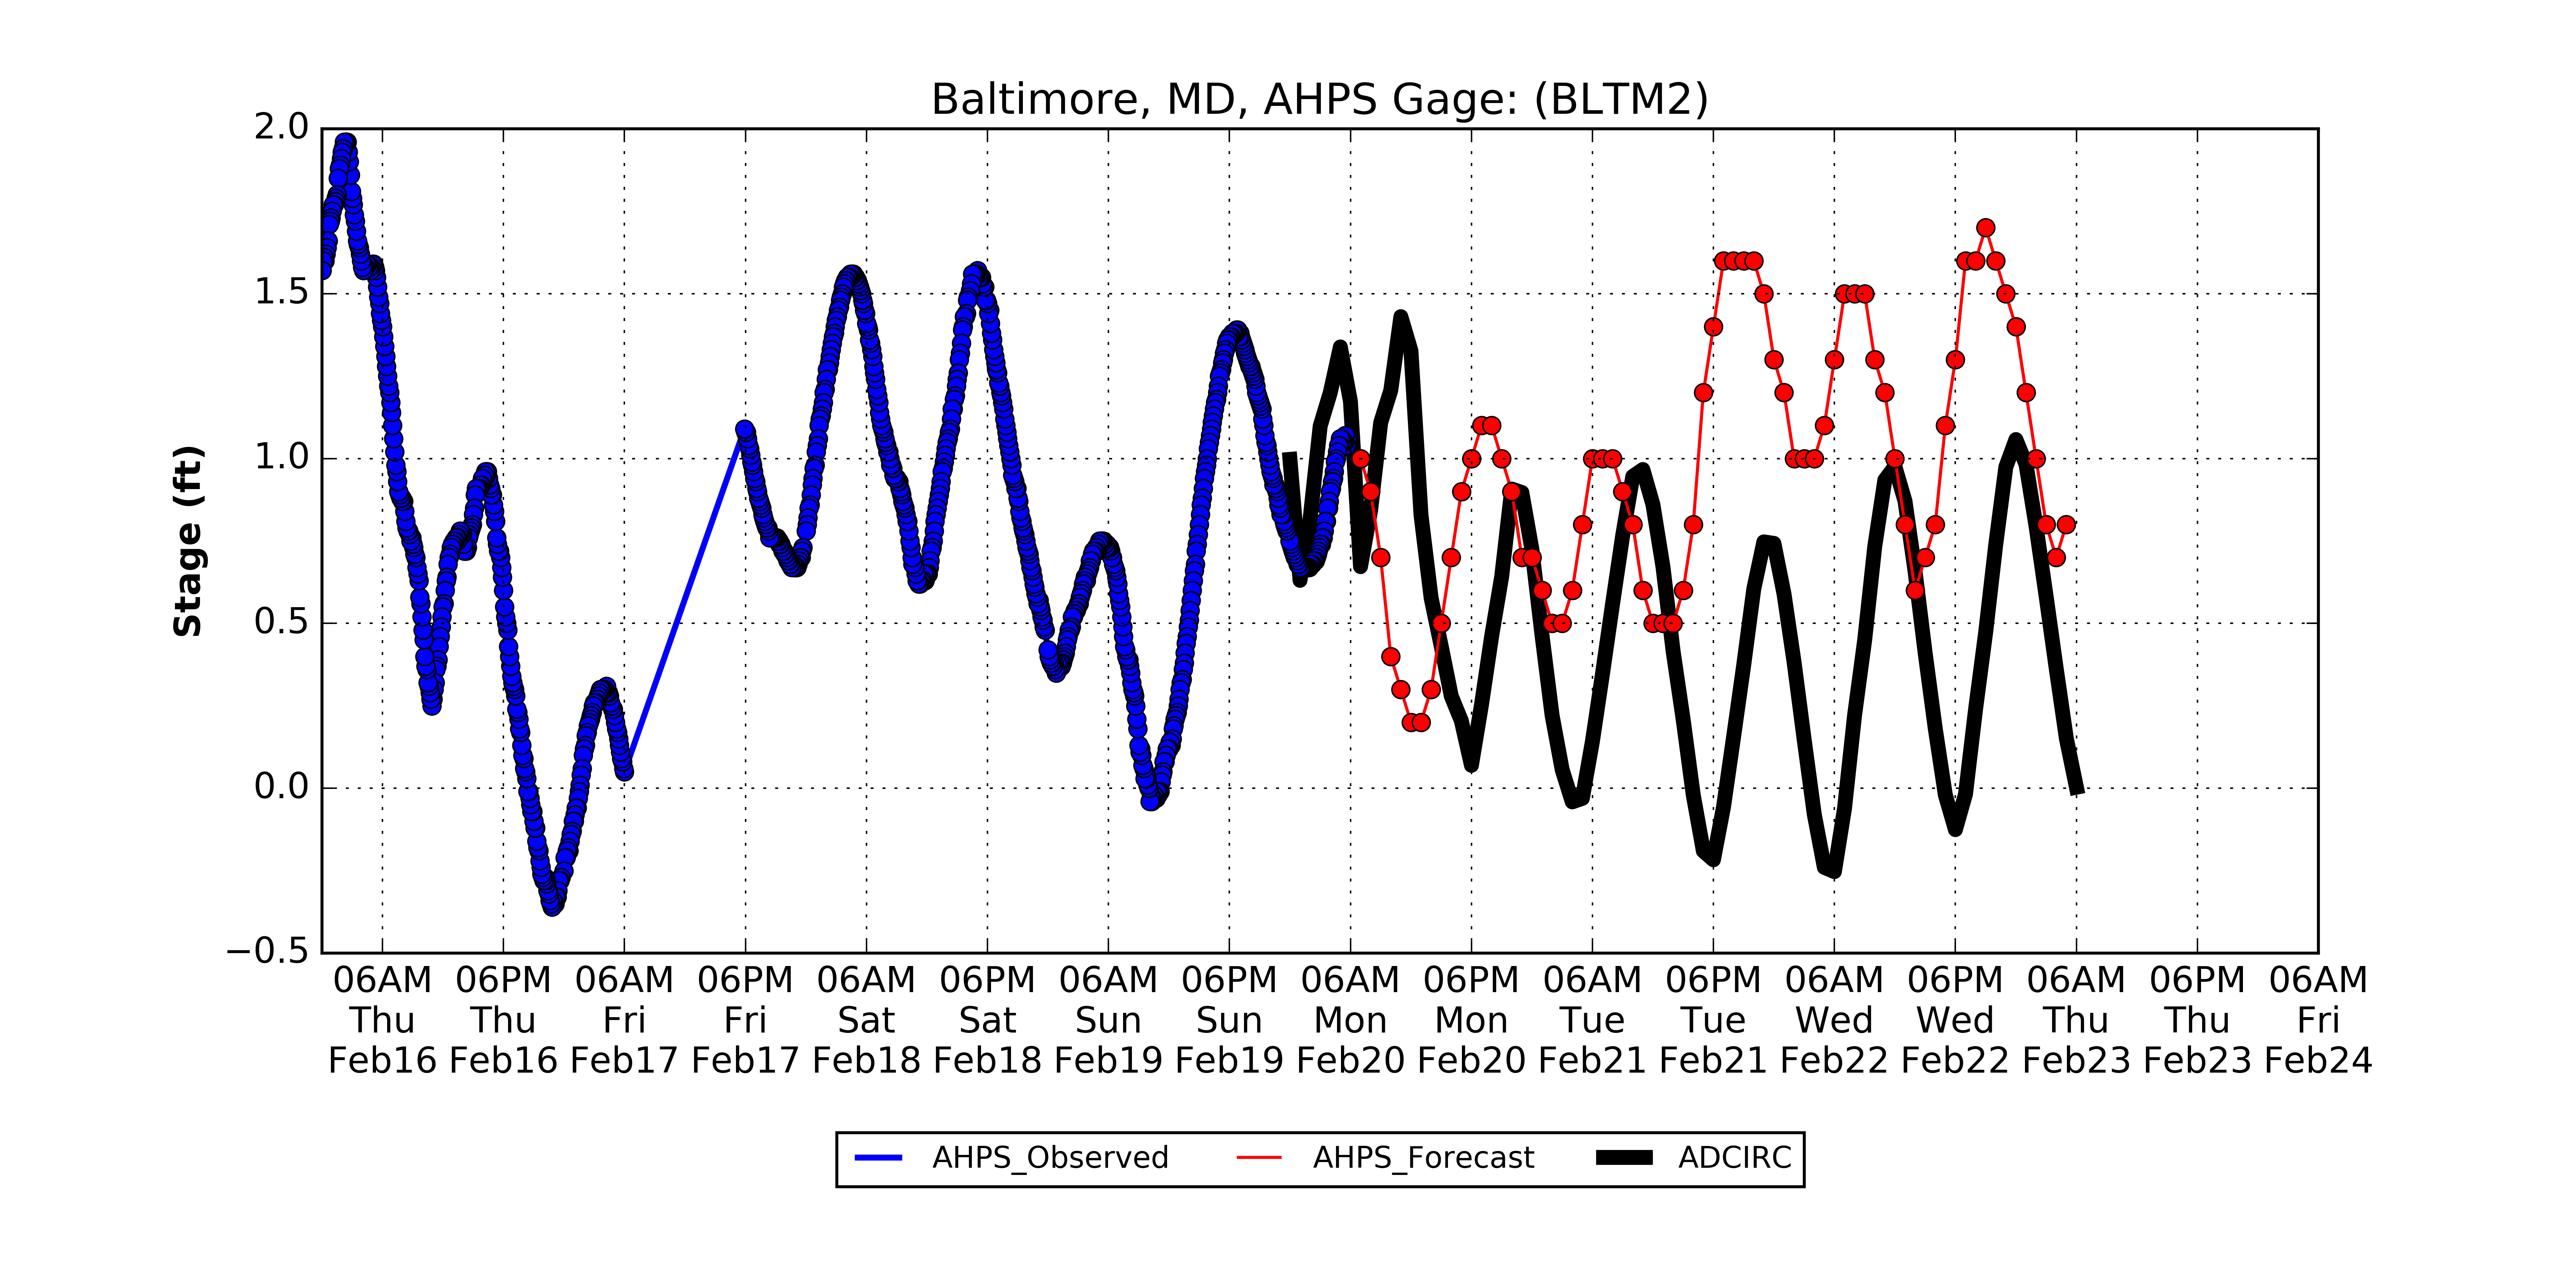 Baltimore, MD, AHPS Gage: (BLTM2)
Stage (ft)
2.0
1.5
1.0
0.5
0.0
−0.5
06AM 06PM 06AM 06PM 06AM 06PM 06AM 06PM 06AM 06PM 06AM 06PM 06AM 06PM 06AM 06PM 06AM
Thu Thu Fri Fri Sat Sat Sun Sun Mon Mon Tue Tue Wed Wed Thu Thu Fri
Feb16 Feb16 Feb17 Feb17 Feb18 Feb18 Feb19 Feb19 Feb20 Feb20 Feb21 Feb21 Feb22 Feb22 Feb23 Feb23 Feb24
AHPS_Observed AHPS_Forecast ADCIRC